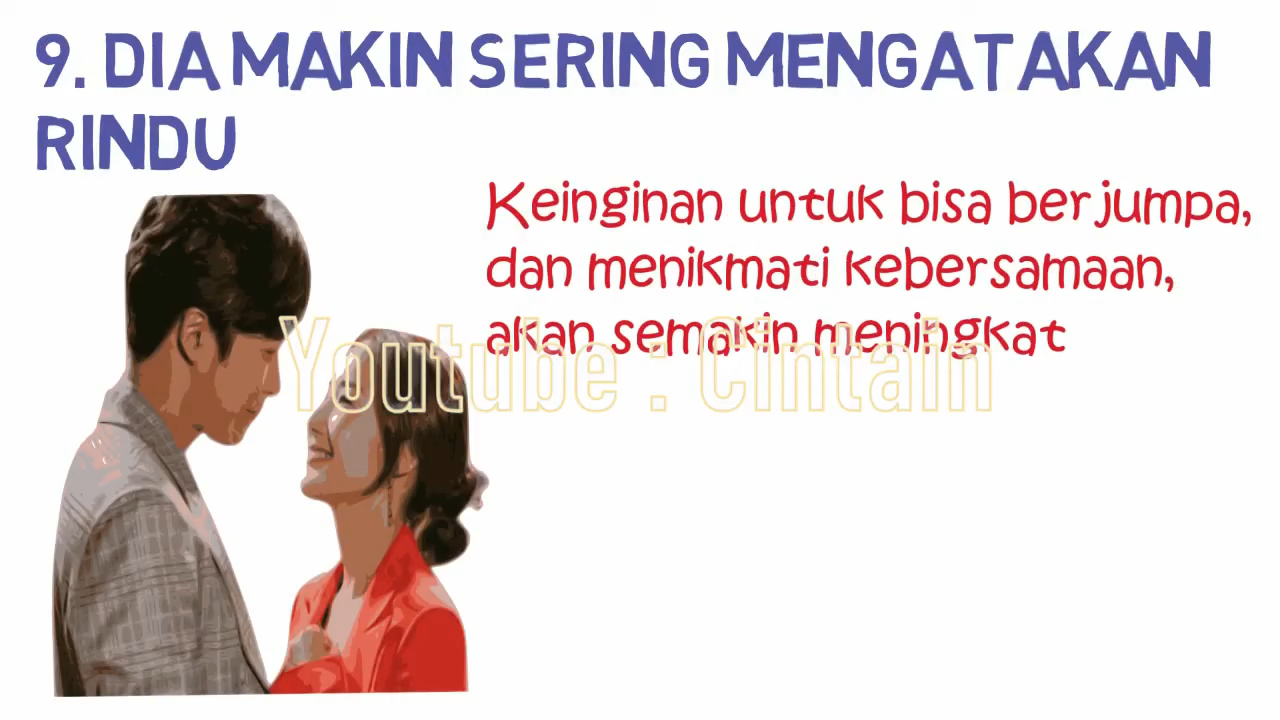 9. DIA MAKIN SERING MENGATAKAN
RINDU
Keinginan untuk bisa berjumpa,
dan menikmati kebersamaan,
akan semakin meningkat
Youtube : Cintain